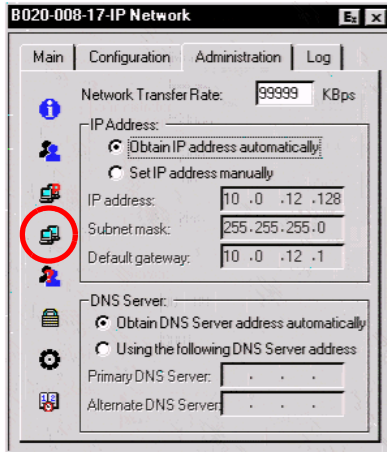 B020-008-17-IP Network
Ex ×
Main Configuration Administration Log
Network Transfer Rate: 99999 KBps
IP Address:
Obtain IP address automatically
Set IP address manually
IP address: 10 .0 .12 .128
Subnet mask: 255.255.255.0
Default gateway: 10 .0 .12 .1
DNS Server:
Obtain DNS Server address automatically
Using the following DNS Server address
Primary DNS Server: . . .
Alternate DNS Server: . . .